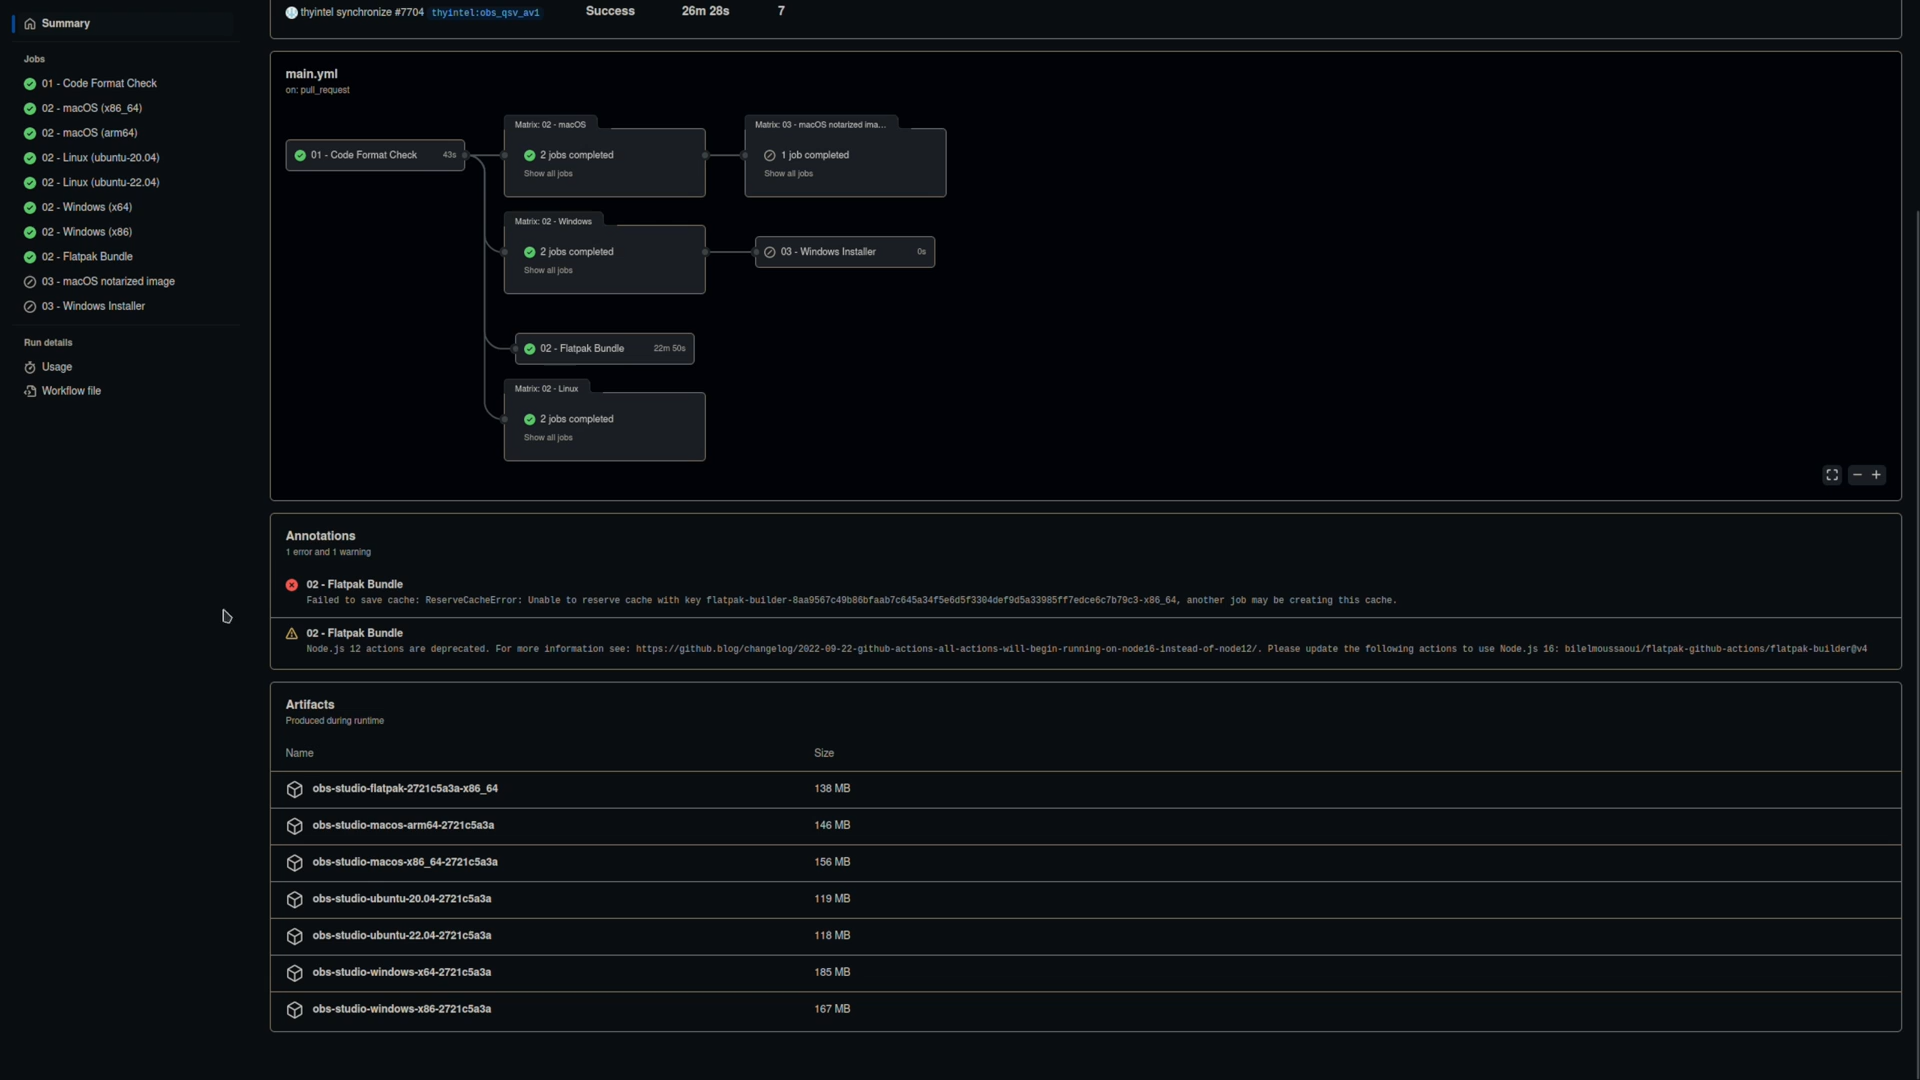 Summary
Jobs
01 - Code Format Check
02 - macOS (x86_64)
02 - macOS (arm64)
02 - Linux (ubuntu-20.04)
02 - Linux (ubuntu-22.04)
02 - Windows (x64)
02 - Windows (x86)
02 - Flatpak Bundle
03 - macOS notarized image
03 - Windows Installer
Run details
Usage
Workflow file
thyintel synchronize #7704 thyintel:obs_qsv_av1 Success 26m 28s 7
main.yml
on: pull_request
01 - Code Format Check 43s
Matrix: 02 - macOS
2 jobs completed
Show all jobs
Matrix: 03 - macOS notarized ima...
1 job completed
Show all jobs
Matrix: 02 - Windows
2 jobs completed
Show all jobs
03 - Windows Installer 0s
02 - Flatpak Bundle 22m 50s
Matrix: 02 - Linux
2 jobs completed
Show all jobs
Annotations
1 error and 1 warning
02 - Flatpak Bundle
Failed to save cache: ReserveCacheError: Unable to reserve cache with key flatpak-builder-8aa9567c49b86bfaab7c645a34f5e6d5f3304def9d5a33985ff7edce6c7b79c3-x86_64, another job may be creating this cache.
02 - Flatpak Bundle
Node.js 12 actions are deprecated. For more information see: https://github.blog/changelog/2022-09-22-github-actions-all-actions-will-begin-running-on-node16-instead-of-node12/. Please update the following actions to use Node.js 16: bilelmoussaoui/flatpak-github-actions/flatpak-builder@v4
Artifacts
Produced during runtime
Name Size
obs-studio-flatpak-2721c5a3a-x86_64 138 MB
obs-studio-macos-arm64-2721c5a3a 146 MB
obs-studio-macos-x86_64-2721c5a3a 156 MB
obs-studio-ubuntu-20.04-2721c5a3a 119 MB
obs-studio-ubuntu-22.04-2721c5a3a 118 MB
obs-studio-windows-x64-2721c5a3a 185 MB
obs-studio-windows-x86-2721c5a3a 167 MB